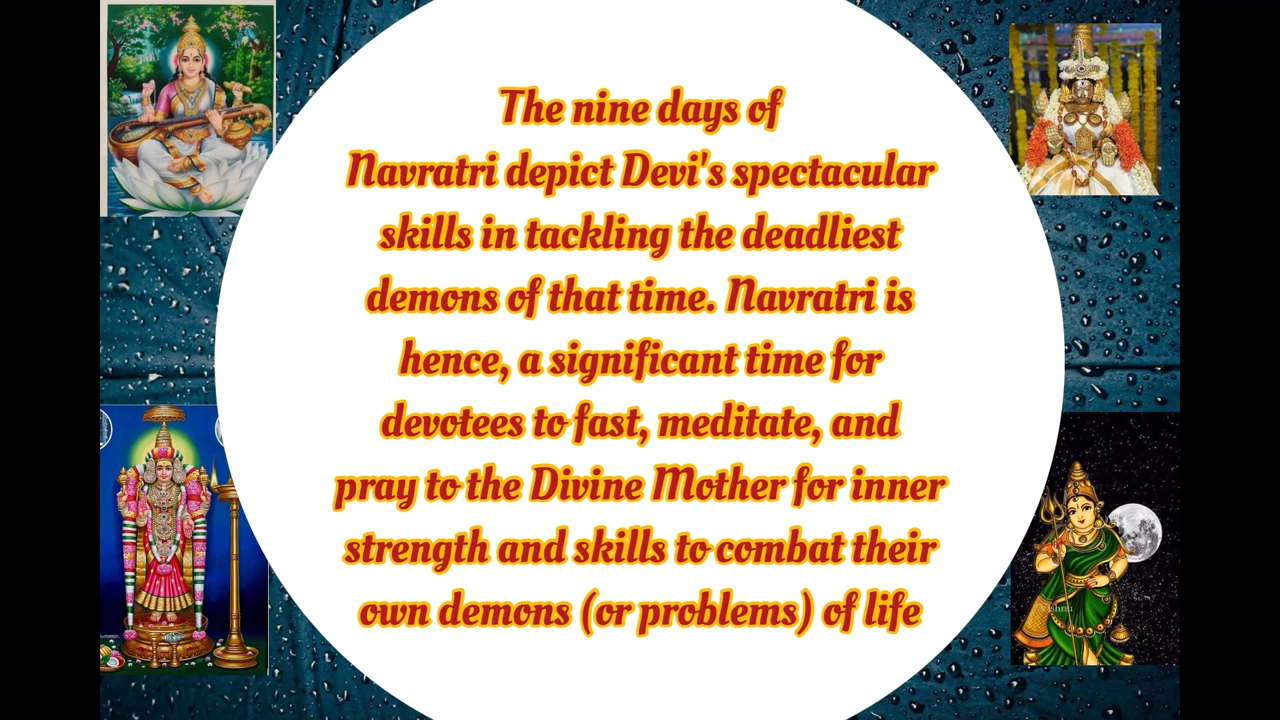 The nine days of
Navratri depict Devi's spectacular
skills in tackling the deadliest
demons of that time. Navratri is
hence, a significant time for
devotees to fast, meditate, and
pray to the Divine Mother for inner
strength and skills to combat their
own demons (or problems) of life
Vishnu